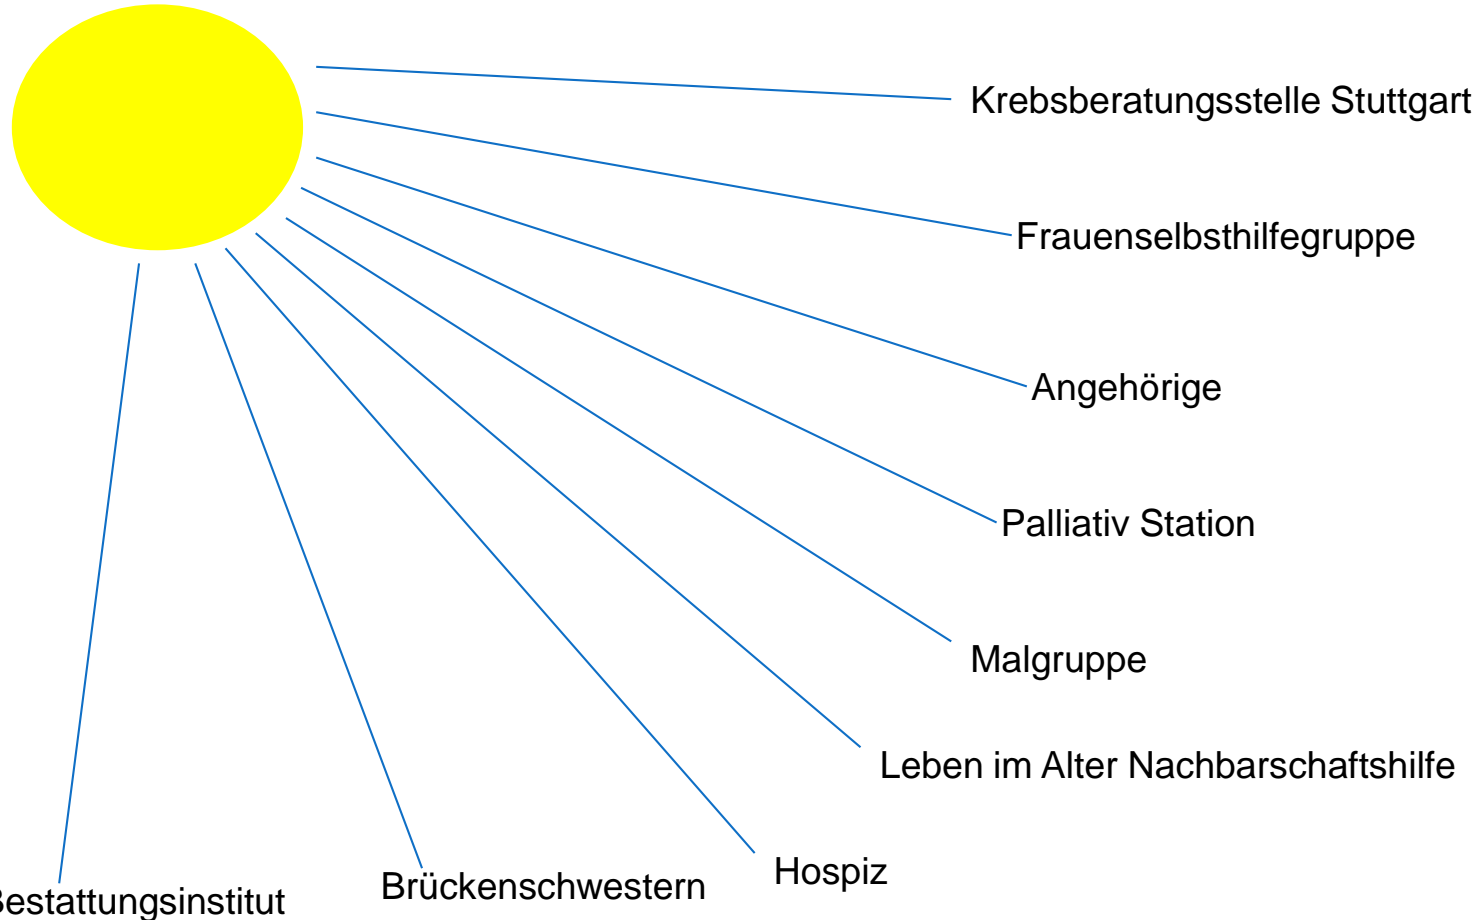 Krebsberatungsstelle Stuttgart
Frauenselbsthilfegruppe
Angehörige
Palliativ Station
Malgruppe
Leben im Alter Nachbarschaftshilfe
Hospiz
Brückenschwestern
Bestattungsinstitut